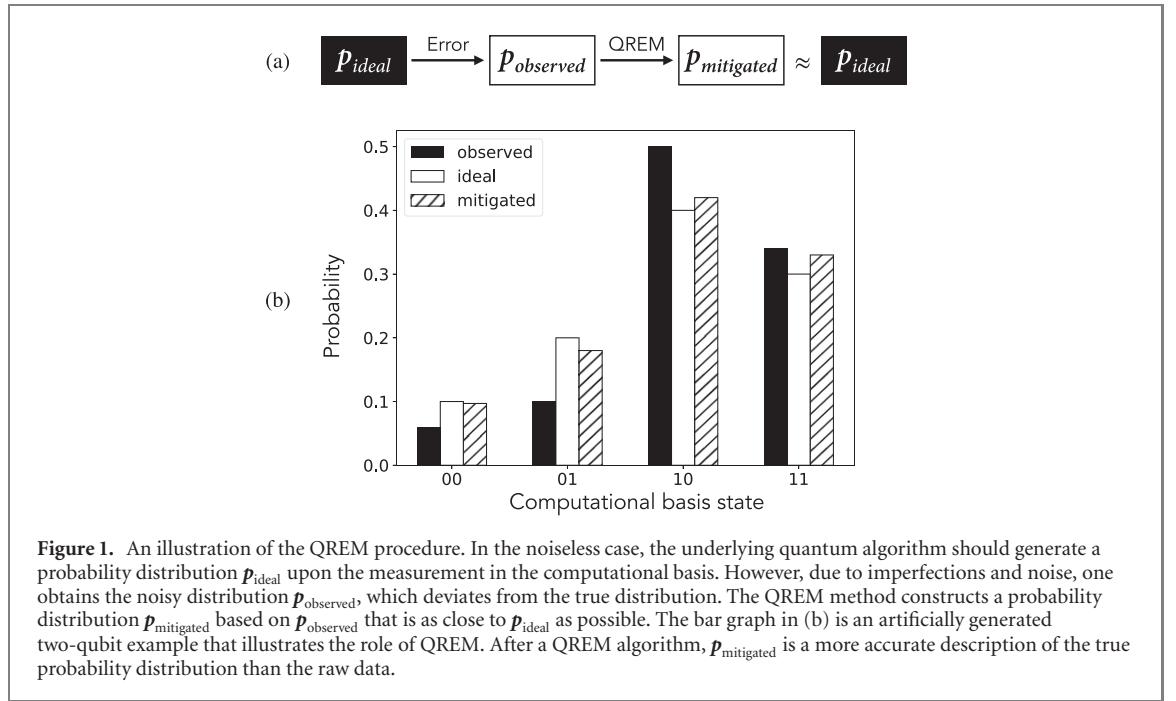 (a) p_ideal Error p_observed QREM p_mitigated ≈ p_ideal
(b)
Probability
0.5
0.4
0.3
0.2
0.1
0.0
observed
ideal
mitigated
00 01 10 11
Computational basis state
Figure 1. An illustration of the QREM procedure. In the noiseless case, the underlying quantum algorithm should generate a
probability distribution p_ideal upon the measurement in the computational basis. However, due to imperfections and noise, one
obtains the noisy distribution p_observed, which deviates from the true distribution. The QREM method constructs a probability
distribution p_mitigated based on p_observed that is as close to p_ideal as possible. The bar graph in (b) is an artificially generated
two-qubit example that illustrates the role of QREM. After a QREM algorithm, p_mitigated is a more accurate description of the true
probability distribution than the raw data.